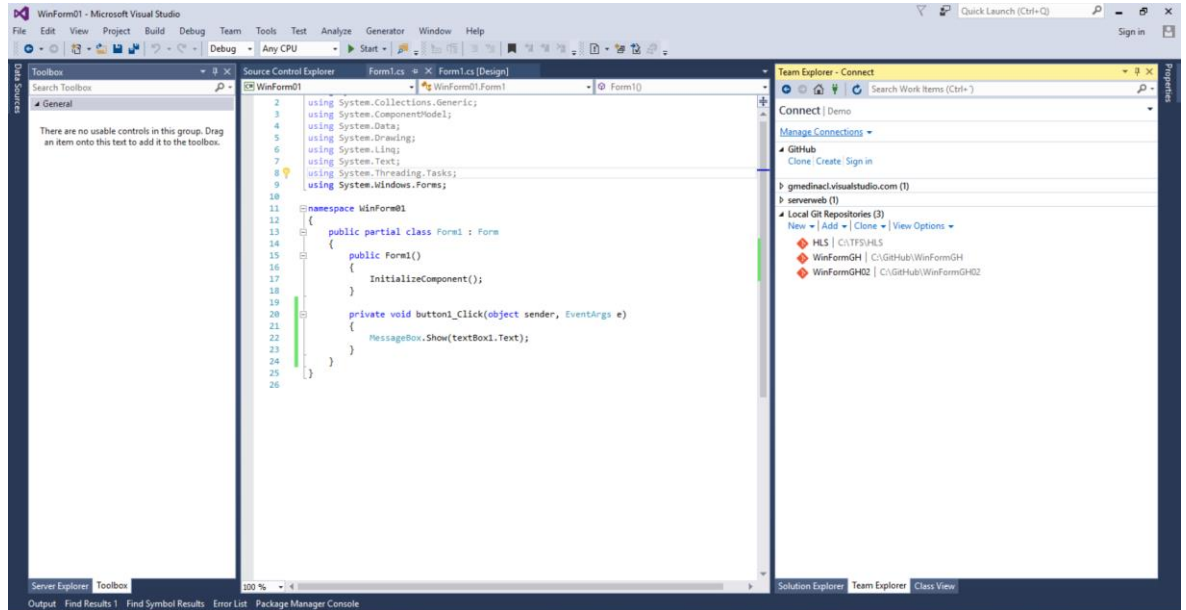 WinForm01 - Microsoft Visual Studio
Quick Launch (Ctrl+Q)
File Edit View Project Build Debug Team Tools Test Analyze Generator Window Help
Sign in
Debug Any CPU Start
Data Sources
Toolbox
Search Toolbox
General
There are no usable controls in this group. Drag
an item onto this text to add it to the toolbox.
Server Explorer Toolbox
Source Control Explorer Form1.cs Form1.cs [Design]
WinForm01 WinForm01.Form1 Form1()
2 using System.Collections.Generic;
3 using System.ComponentModel;
4 using System.Data;
5 using System.Drawing;
6 using System.Linq;
7 using System.Text;
8 using System.Threading.Tasks;
9 using System.Windows.Forms;
10
11 namespace WinForm01
12 {
13 public partial class Form1 : Form
14 {
15 public Form1()
16 {
17 InitializeComponent();
18 }
19
20 private void button1_Click(object sender, EventArgs e)
21 {
22 MessageBox.Show(textBox1.Text);
23 }
24 }
25 }
26
100 %
Team Explorer - Connect
Search Work Items (Ctrl+')
Connect | Demo
Manage Connections
GitHub
Clone Create Sign in
gmedinacl.visualstudio.com (1)
serverweb (1)
Local Git Repositories (3)
New | Add | Clone | View Options
HLS | C:\TFS\HLS
WinFormGH | C:\GitHub\WinFormGH
WinFormGH02 | C:\GitHub\WinFormGH02
Solution Explorer Team Explorer Class View
Properties
Output Find Results 1 Find Symbol Results Error List Package Manager Console